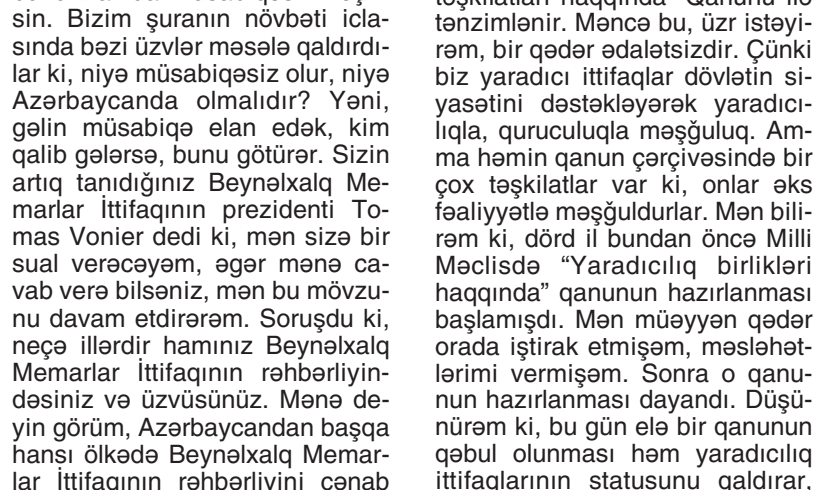 sin. Bizim şuranın növbəti icla-
sında bəzi üzvlər məsələ qaldırdı-
lar ki, niyə müsabiqəsiz olur, niyə
Azərbaycanda olmalıdır? Yəni,
gəlin müsabiqə elan edək, kim
qalib gələrsə, bunu götürər. Sizin
artıq tanıdığınız Beynəlxalq Me-
marlar İttifaqının prezidenti To-
mas Vonier dedi ki, mən sizə bir
sual verəcəyəm, əgər mənə ca-
vab verə bilsəniz, mən bu mövzu-
nu davam etdirərəm. Soruşdu ki,
neçə illərdir hamınız Beynəlxalq
Memarlar İttifaqının rəhbərliyin-
dəsiniz və üzvüsünüz. Mənə de-
yin görüm, Azərbaycandan başqa
hansı ölkədə Beynəlxalq Memar-
lar İttifaqının rəhbərliyini cənab
təşkilatları haqqında" Qanunu ilə
tənzimlənir. Məncə bu, üzr istəyi-
rəm, bir qədər ədalətsizdir. Çünki
biz yaradıcı ittifaqlar dövlətin si-
yasətini dəstəkləyərək yaradıcı-
lıqla, quruculuqla məşğuluq. Am-
ma həmin qanun çərçivəsində bir
çox təşkilatlar var ki, onlar əks
fəaliyyətlə məşğuldurlar. Mən bili-
rəm ki, dörd il bundan öncə Milli
Məclisdə “Yaradıcılıq birlikləri
haqqında” qanunun hazırlanması
başlamışdı. Mən müəyyən qədər
orada iştirak etmişəm, məsləhət-
lərimi vermişəm. Sonra o qanu-
nun hazırlanması dayandı. Düşü-
nürəm ki, bu gün elə bir qanunun
qəbul olunması həm yaradıcılıq
ittifaqlarının statusunu qaldırar,